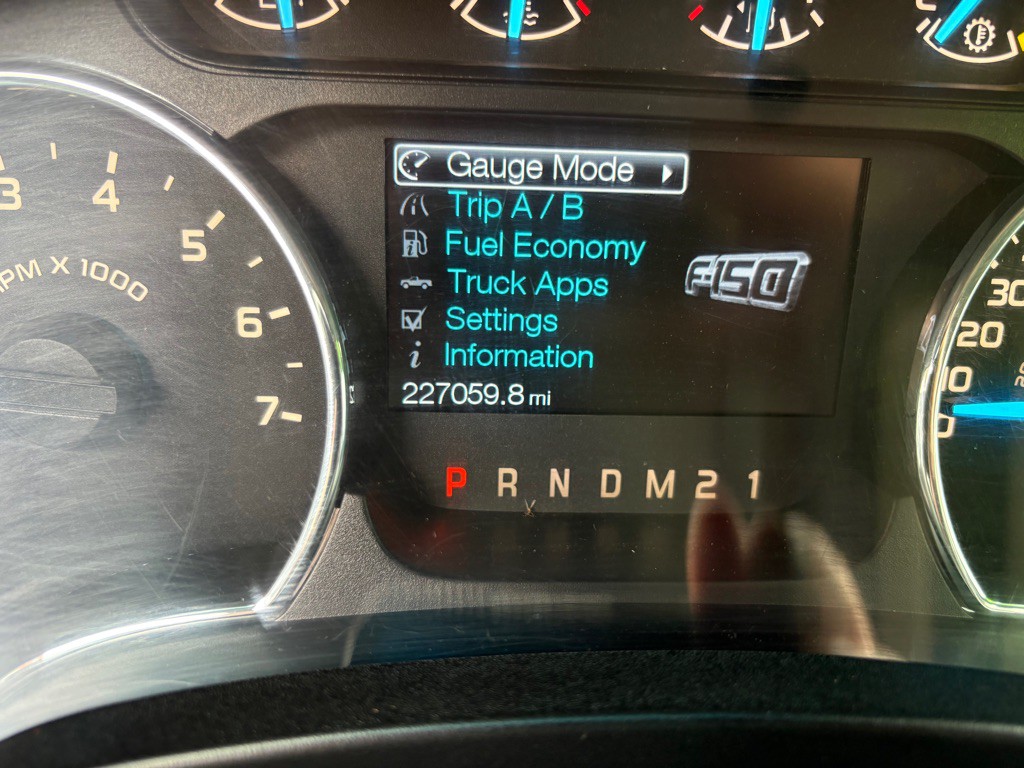 Gauge Mode
Trip A / B
Fuel Economy
Truck Apps
Settings
Information
227059.8 mi
F-150
P R N D M 2 1
3
4
5
6
7
X 1000
30
20
10
0